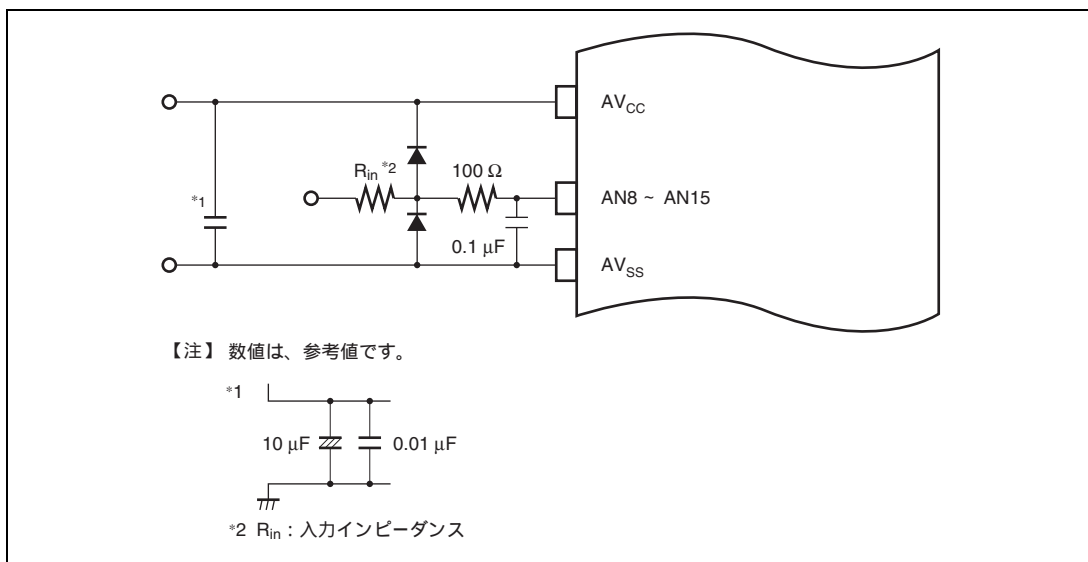 AVCC
Rin *2
100 Ω
*1
AN8 ~ AN15
0.1 μF
AVSS
【注】 数値は、参考値です。
*1
10 μF
0.01 μF
*2 Rin : 入力インピーダンス